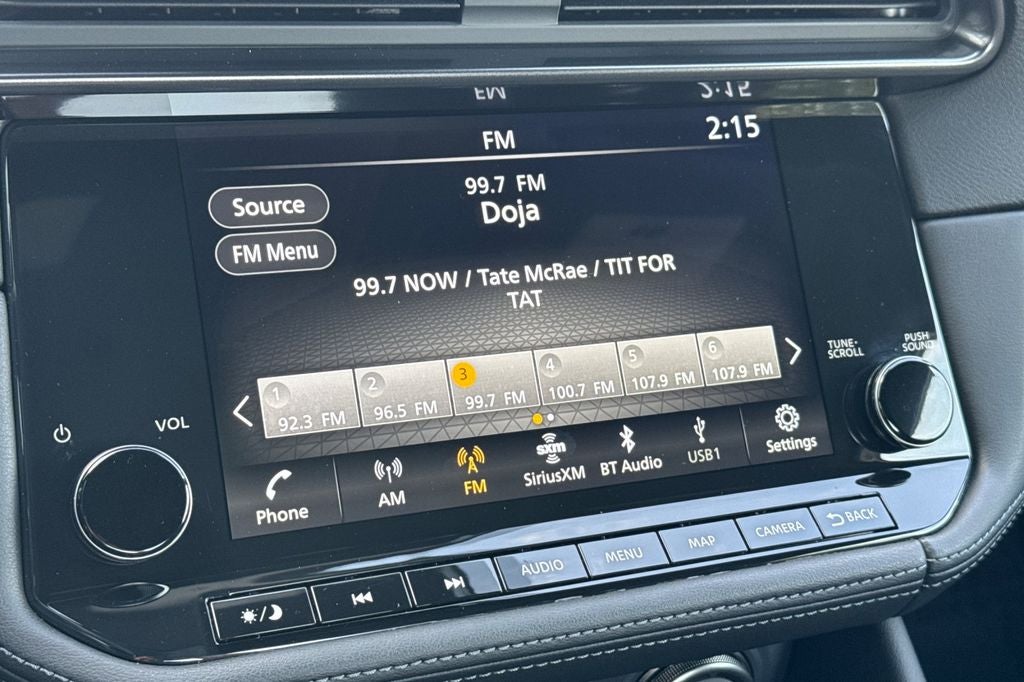 FM
2:15
99.7 FM
Doja
Source
FM Menu
99.7 NOW / Tate McRae / TIT FOR
TAT
1
92.3 FM
2
96.5 FM
3
99.7 FM
4
100.7 FM
5
107.9 FM
6
107.9 FM
TUNE·
SCROLL
PUSH
SOUND
VOL
Phone
AM
FM
sxm
SiriusXM
BT Audio
USB1
Settings
AUDIO
MENU
MAP
CAMERA
BACK